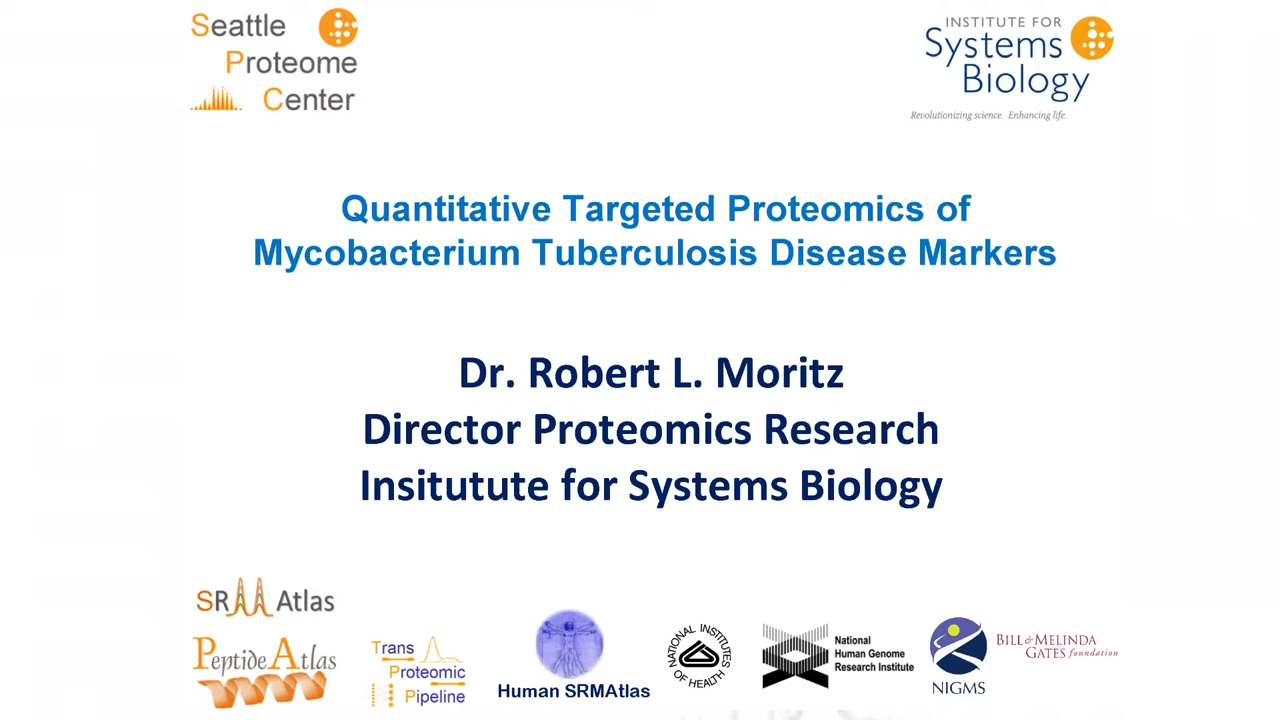 Seattle
Proteome
Center
INSTITUTE FOR
Systems
Biology
Revolutionizing science. Enhancing life.
Quantitative Targeted Proteomics of
Mycobacterium Tuberculosis Disease Markers
Dr. Robert L. Moritz
Director Proteomics Research
Insitutute for Systems Biology
SRM Atlas
PeptideAtlas
Trans
Proteomic
Pipeline
Human SRMAtlas
NATIONAL INSTITUTES
OF HEALTH
National
Human Genome
Research Institute
NIGMS
BILL & MELINDA
GATES foundation